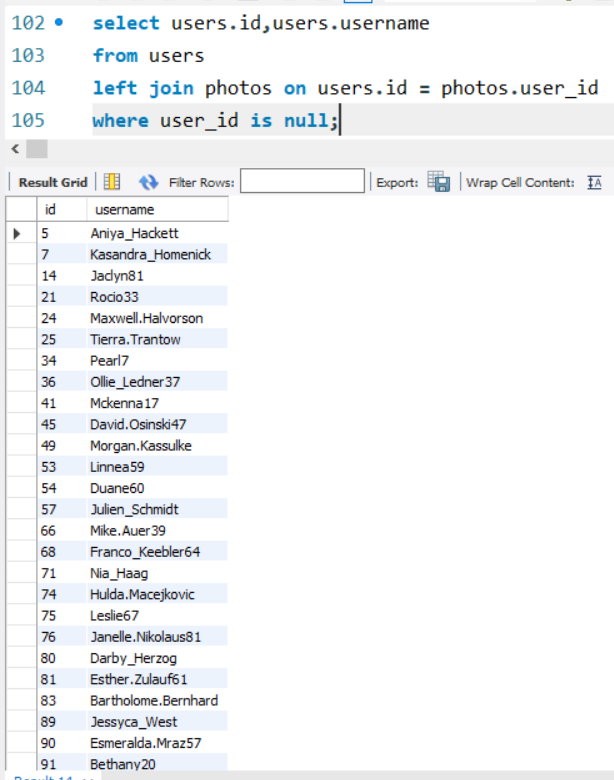 102 select users.id,users.username
103 from users
104 left join photos on users.id = photos.user_id
105 where user_id is null;
Result Grid Filter Rows: Export: Wrap Cell Content:
id username
5 Aniya_Hackett
7 Kasandra_Homenick
14 Jaclyn81
21 Rocio33
24 Maxwell.Halvorson
25 Tierra.Trantow
34 Pearl7
36 Ollie_Ledner37
41 Mckenna17
45 David.Osinski47
49 Morgan.Kassulke
53 Linnea59
54 Duane60
57 Julien_Schmidt
66 Mike.Auer39
68 Franco_Keebler64
71 Nia_Haag
74 Hulda.Macejkovic
75 Leslie67
76 Janelle.Nikolaus81
80 Darby_Herzog
81 Esther.Zulauf61
83 Bartholome.Bernhard
89 Jessyca_West
90 Esmeralda.Mraz57
91 Bethany20